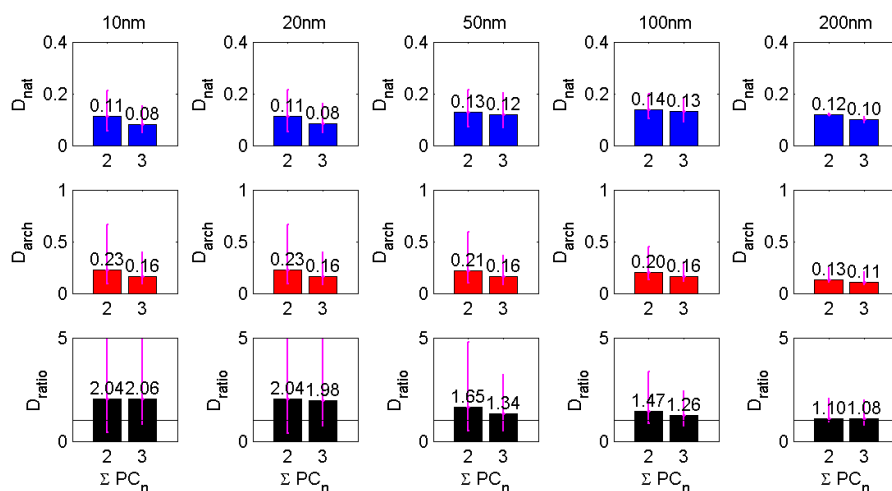 10nm 20nm 50nm 100nm 200nm
0.4 0.4 0.4 0.4 0.4
D_nat D_nat D_nat D_nat D_nat
0.2 0.2 0.2 0.2 0.2
0.11 0.08 0.11 0.08 0.13 0.12 0.14 0.13 0.12 0.10
0 0 0 0 0
2 3 2 3 2 3 2 3 2 3
1 1 1 1 1
D_arch D_arch D_arch D_arch D_arch
0.5 0.5 0.5 0.5 0.5
0.23 0.16 0.23 0.16 0.21 0.16 0.20 0.16 0.13 0.11
0 0 0 0 0
2 3 2 3 2 3 2 3 2 3
5 5 5 5 5
D_ratio D_ratio D_ratio D_ratio D_ratio
2.04 2.06 2.04 1.98 1.65 1.34 1.47 1.26 1.10 1.08
0 0 0 0 0
2 3 2 3 2 3 2 3 2 3
Σ PC_n Σ PC_n Σ PC_n Σ PC_n Σ PC_n